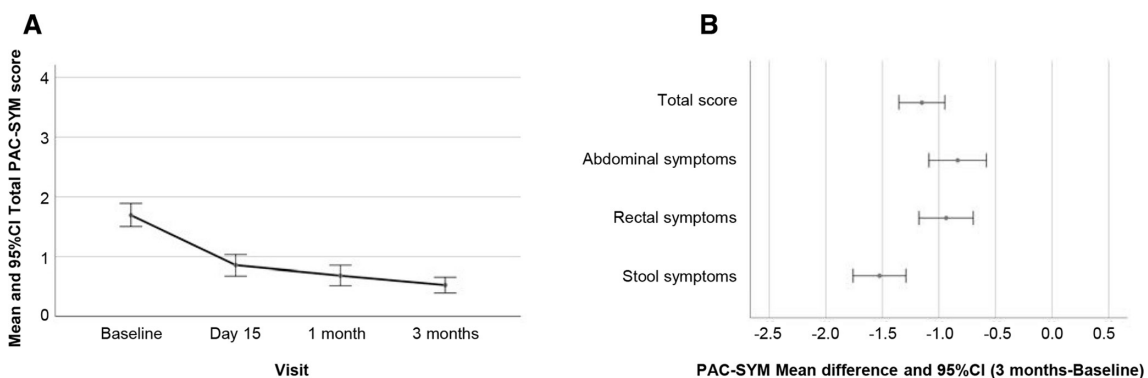 A
Mean and 95%CI Total PAC-SYM score
4
3
2
1
0
Baseline Day 15 1 month 3 months
Visit
B
Total score
Abdominal symptoms
Rectal symptoms
Stool symptoms
-2.5 -2.0 -1.5 -1.0 -0.5 0.0 0.5
PAC-SYM Mean difference and 95%CI (3 months-Baseline)